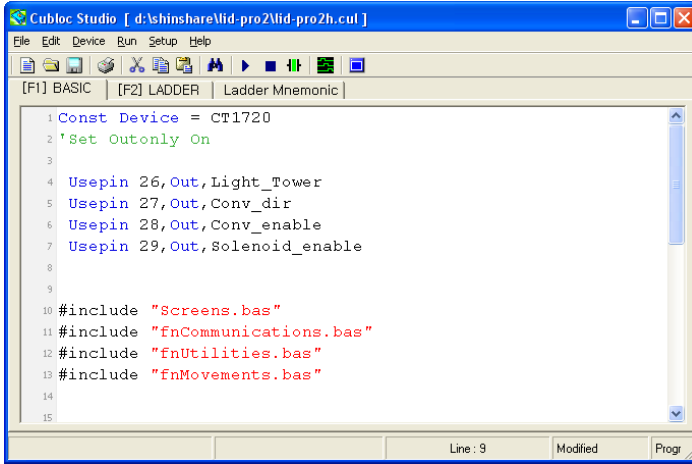 Cubloc Studio [ d:\shinshare\lid-pro2\lid-pro2h.cul ]
File Edit Device Run Setup Help
[F1] BASIC [F2] LADDER Ladder Mnemonic
1 Const Device = CT1720
2 'Set Outonly On
3
4 Usepin 26,Out,Light_Tower
5 Usepin 27,Out,Conv_dir
6 Usepin 28,Out,Conv_enable
7 Usepin 29,Out,Solenoid_enable
8
9
10 #include "Screens.bas"
11 #include "fnCommunications.bas"
12 #include "fnUtilities.bas"
13 #include "fnMovements.bas"
14
15
Line : 9 Modified Progr